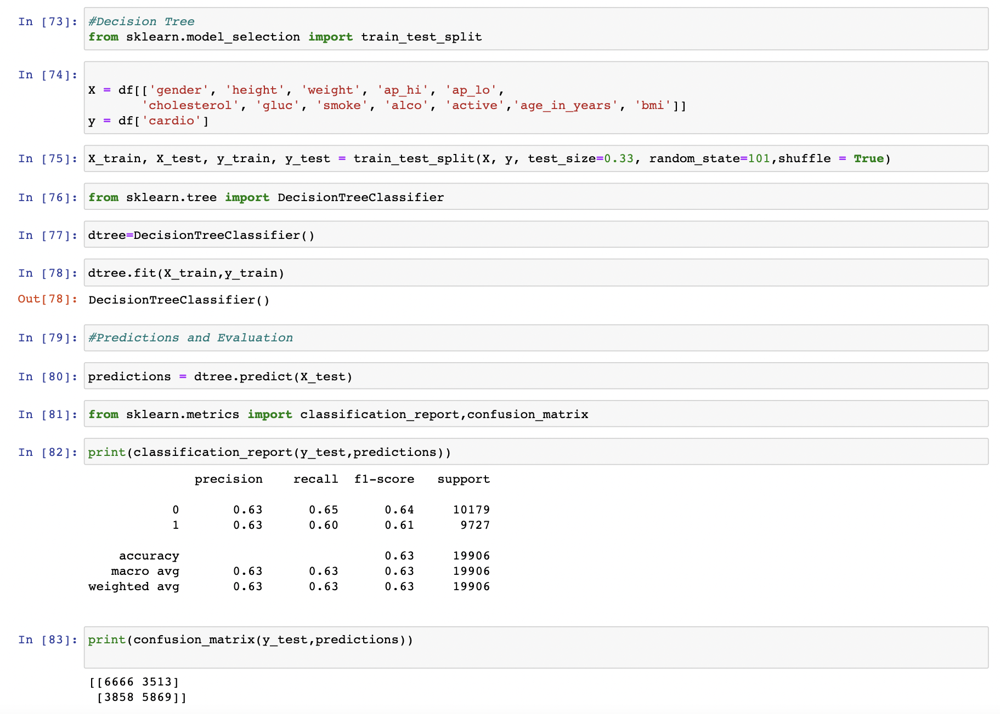 In [73]: #Decision Tree
from sklearn.model_selection import train_test_split
In [74]:
X = df[['gender', 'height', 'weight', 'ap_hi', 'ap_lo',
       'cholesterol', 'gluc', 'smoke', 'alco', 'active','age_in_years', 'bmi']]
y = df['cardio']
In [75]: X_train, X_test, y_train, y_test = train_test_split(X, y, test_size=0.33, random_state=101,shuffle = True)
In [76]: from sklearn.tree import DecisionTreeClassifier
In [77]: dtree=DecisionTreeClassifier()
In [78]: dtree.fit(X_train,y_train)
Out[78]: DecisionTreeClassifier()
In [79]: #Predictions and Evaluation
In [80]: predictions = dtree.predict(X_test)
In [81]: from sklearn.metrics import classification_report,confusion_matrix
In [82]: print(classification_report(y_test,predictions))
              precision    recall  f1-score   support
           0       0.63      0.65      0.64     10179
           1       0.63      0.60      0.61      9727
    accuracy                           0.63     19906
   macro avg       0.63      0.63      0.63     19906
weighted avg       0.63      0.63      0.63     19906
In [83]: print(confusion_matrix(y_test,predictions))
[[6666 3513]
 [3858 5869]]